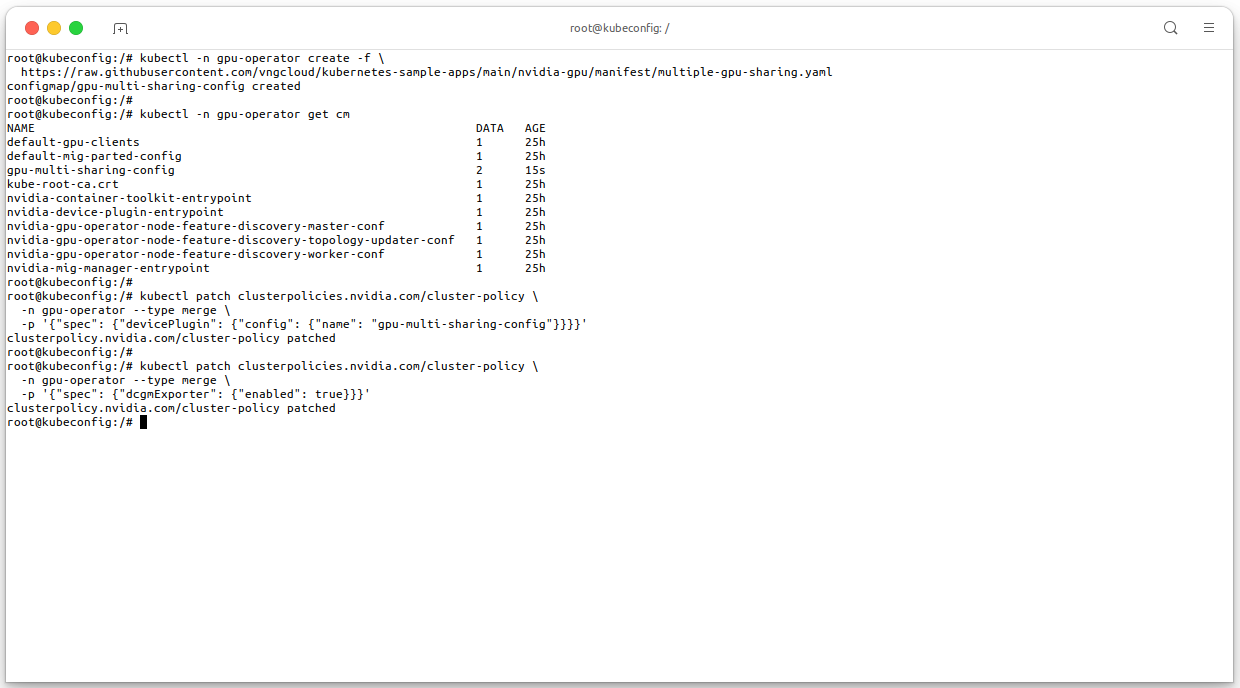 root@kubeconfig: /
root@kubeconfig:/# kubectl -n gpu-operator create -f \
  https://raw.githubusercontent.com/vngcloud/kubernetes-sample-apps/main/nvidia-gpu/manifest/multiple-gpu-sharing.yaml
configmap/gpu-multi-sharing-config created
root@kubeconfig:/#
root@kubeconfig:/# kubectl -n gpu-operator get cm
NAME                                                               DATA   AGE
default-gpu-clients                                                1      25h
default-mig-parted-config                                          1      25h
gpu-multi-sharing-config                                           2      15s
kube-root-ca.crt                                                   1      25h
nvidia-container-toolkit-entrypoint                                1      25h
nvidia-device-plugin-entrypoint                                    1      25h
nvidia-gpu-operator-node-feature-discovery-master-conf             1      25h
nvidia-gpu-operator-node-feature-discovery-topology-updater-conf   1      25h
nvidia-gpu-operator-node-feature-discovery-worker-conf             1      25h
nvidia-mig-manager-entrypoint                                      1      25h
root@kubeconfig:/#
root@kubeconfig:/# kubectl patch clusterpolicies.nvidia.com/cluster-policy \
  -n gpu-operator --type merge \
  -p '{"spec": {"devicePlugin": {"config": {"name": "gpu-multi-sharing-config"}}}}'
clusterpolicy.nvidia.com/cluster-policy patched
root@kubeconfig:/#
root@kubeconfig:/# kubectl patch clusterpolicies.nvidia.com/cluster-policy \
  -n gpu-operator --type merge \
  -p '{"spec": {"dcgmExporter": {"enabled": true}}}'
clusterpolicy.nvidia.com/cluster-policy patched
root@kubeconfig:/#